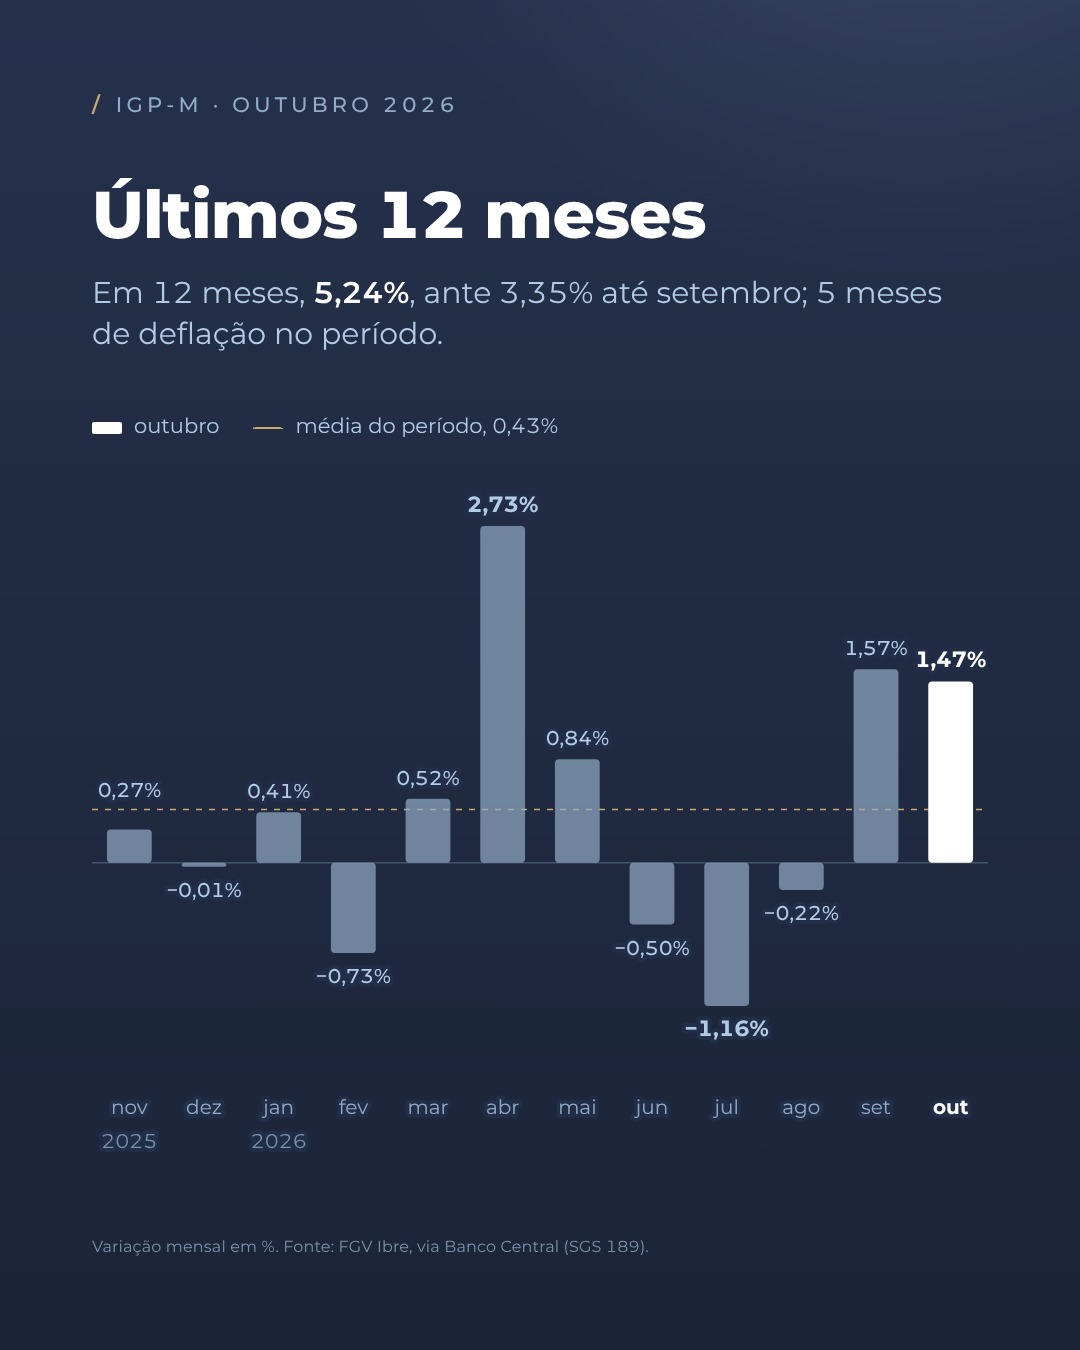 / IGP-M · OUTUBRO 2026
Últimos 12 meses
Em 12 meses, 5,24%, ante 3,35% até setembro; 5 meses
de deflação no período.
outubro
média do período, 0,43%
2,73%
1,57%
1,47%
0,84%
0,52%
0,27%
0,41%
−0,01%
−0,22%
−0,50%
−0,73%
−1,16%
nov dez jan fev mar abr mai jun jul ago set out
2025 2026
Variação mensal em %. Fonte: FGV Ibre, via Banco Central (SGS 189).